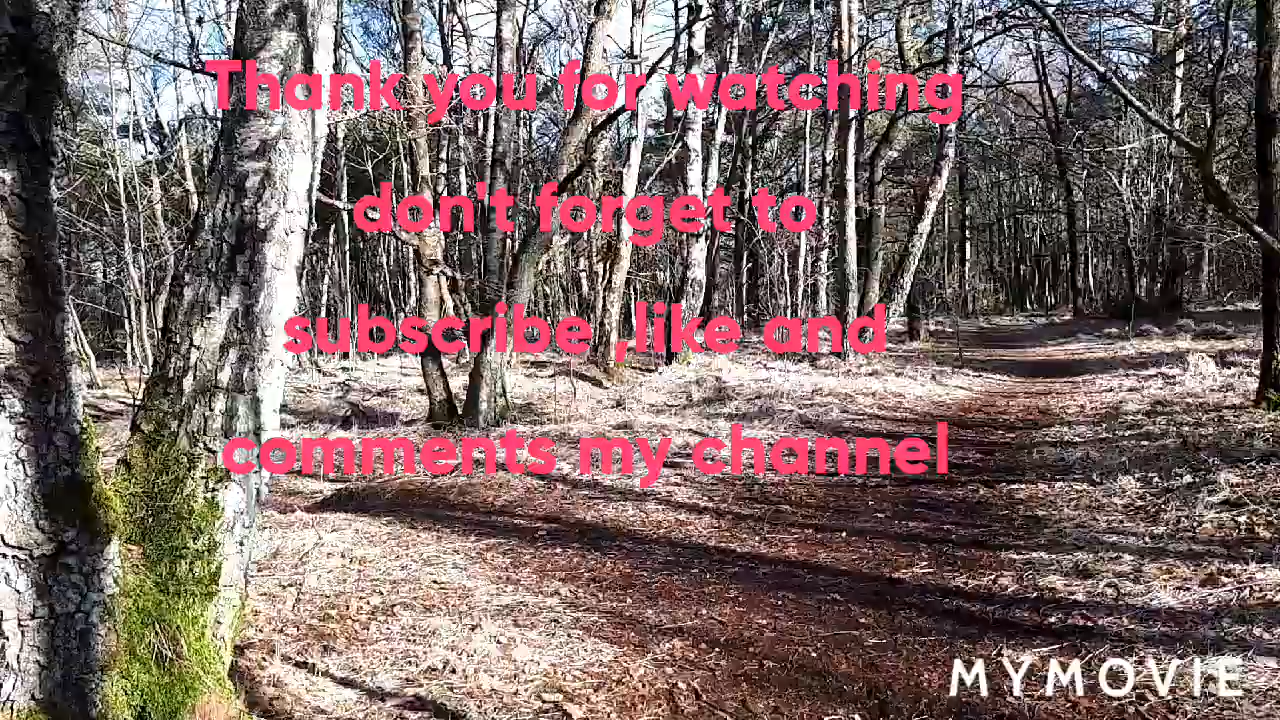 Thank you for watching
don't forget to
subscribe ,like and
comments my channel
MYMOVIE